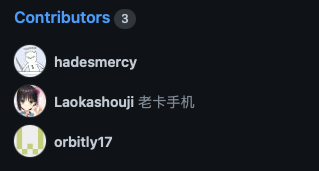 Contributors 3
hadesmercy
Laokashouji 老卡手机
orbitly17